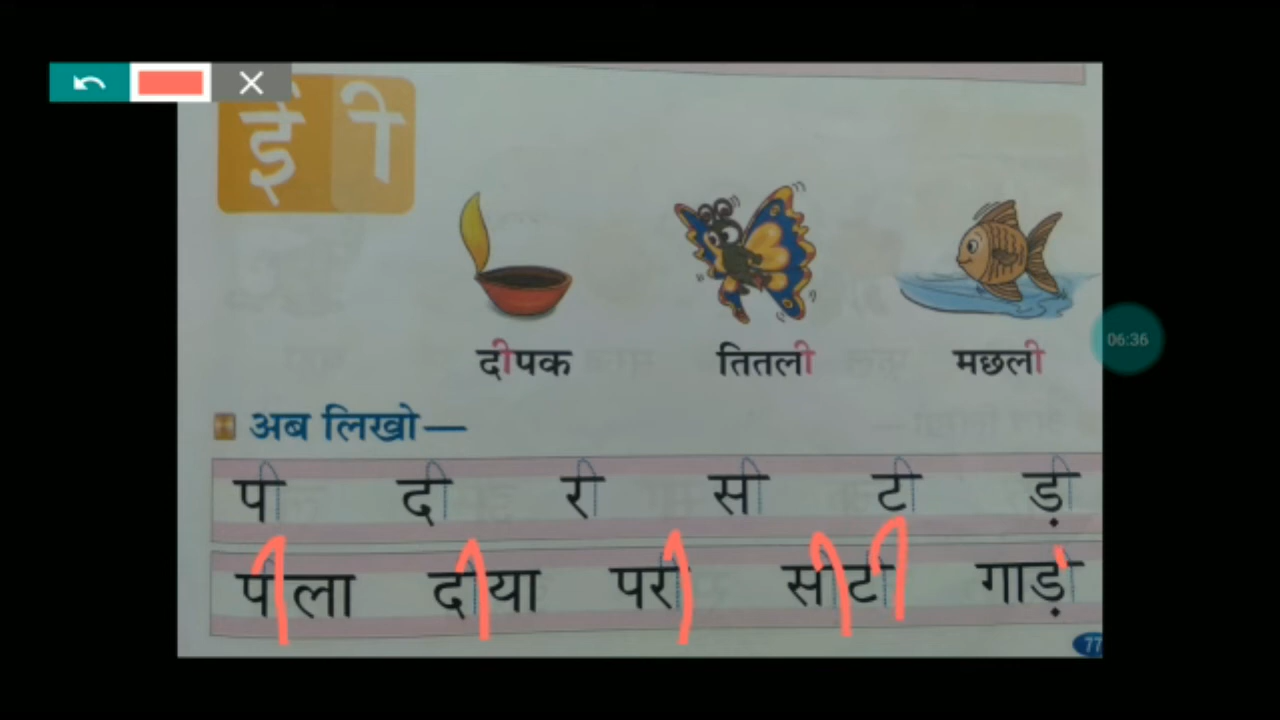 ई ी
06:36
दीपक तितली मछली
अब लिखो—
पी दी री सी टी ड़ी
पीला दीया परी सीटी गाड़ी
77